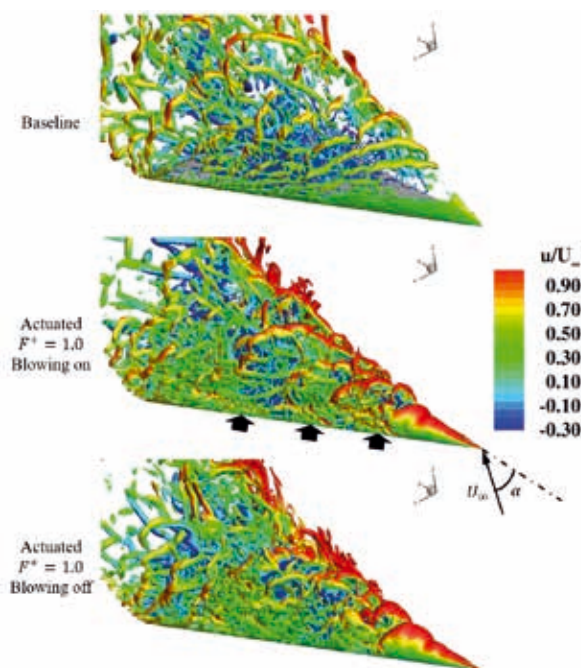 Baseline
u/U∞
0.90
0.70
0.50
0.30
0.10
-0.10
-0.30
Actuated
F⁺ = 1.0
Blowing on
U∞
α
Actuated
F⁺ = 1.0
Blowing off